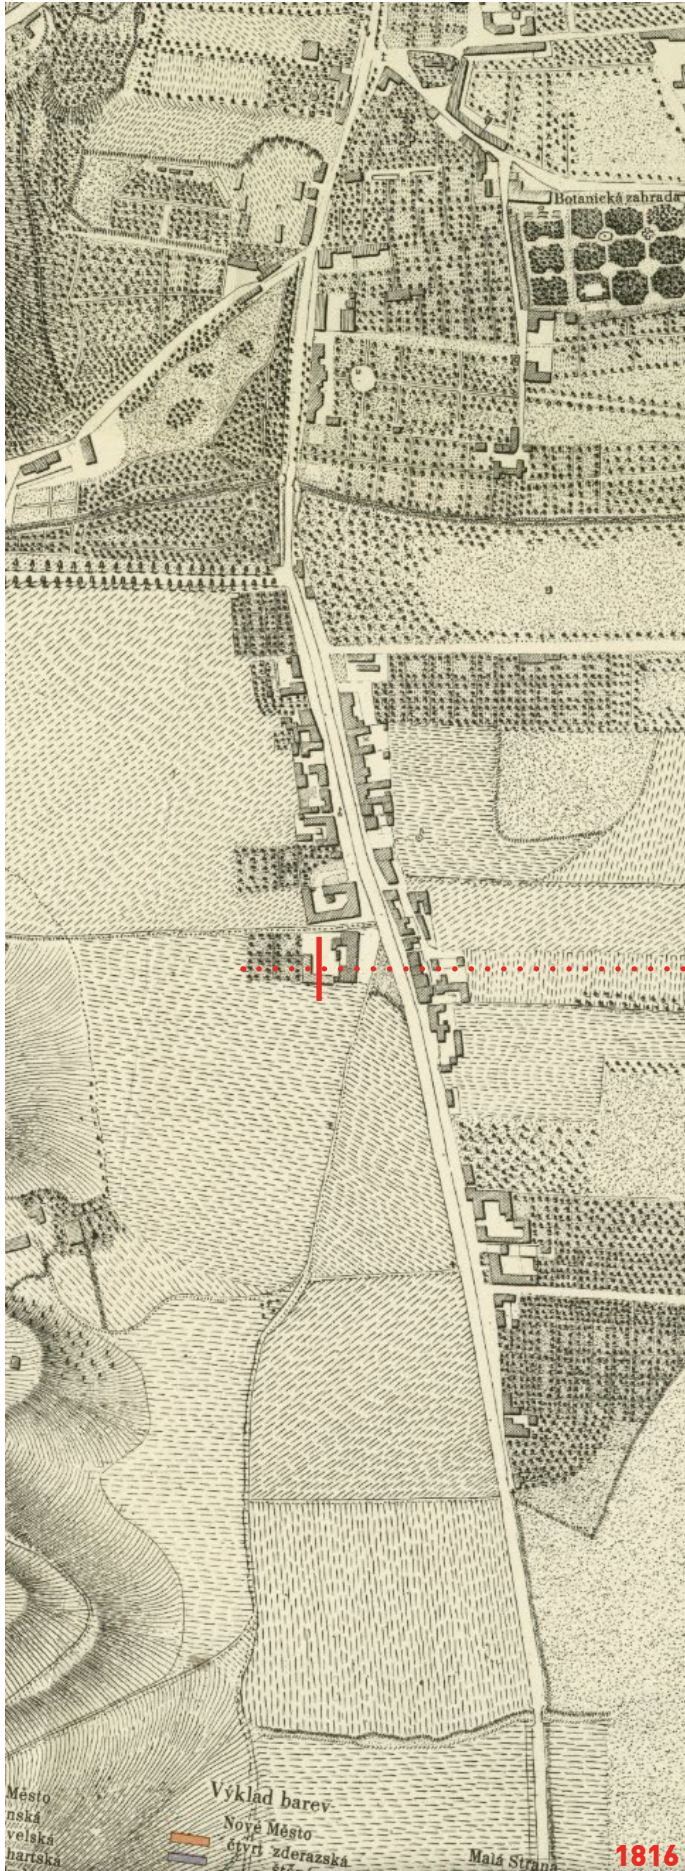 Botanická zahrada
Město
nská
velská
hartská
Výklad barev
Nové Město
čtvrť zderazská
Malá Strana
1816